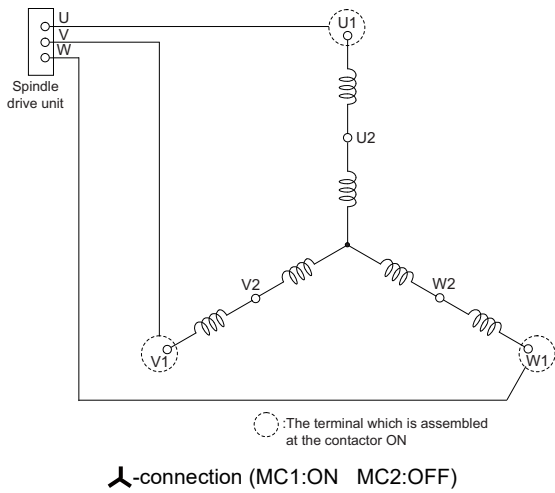 U
V
W
Spindle
drive unit
U1
U2
V2
W2
V1
W1
:The terminal which is assembled
at the contactor ON
-connection (MC1:ON MC2:OFF)